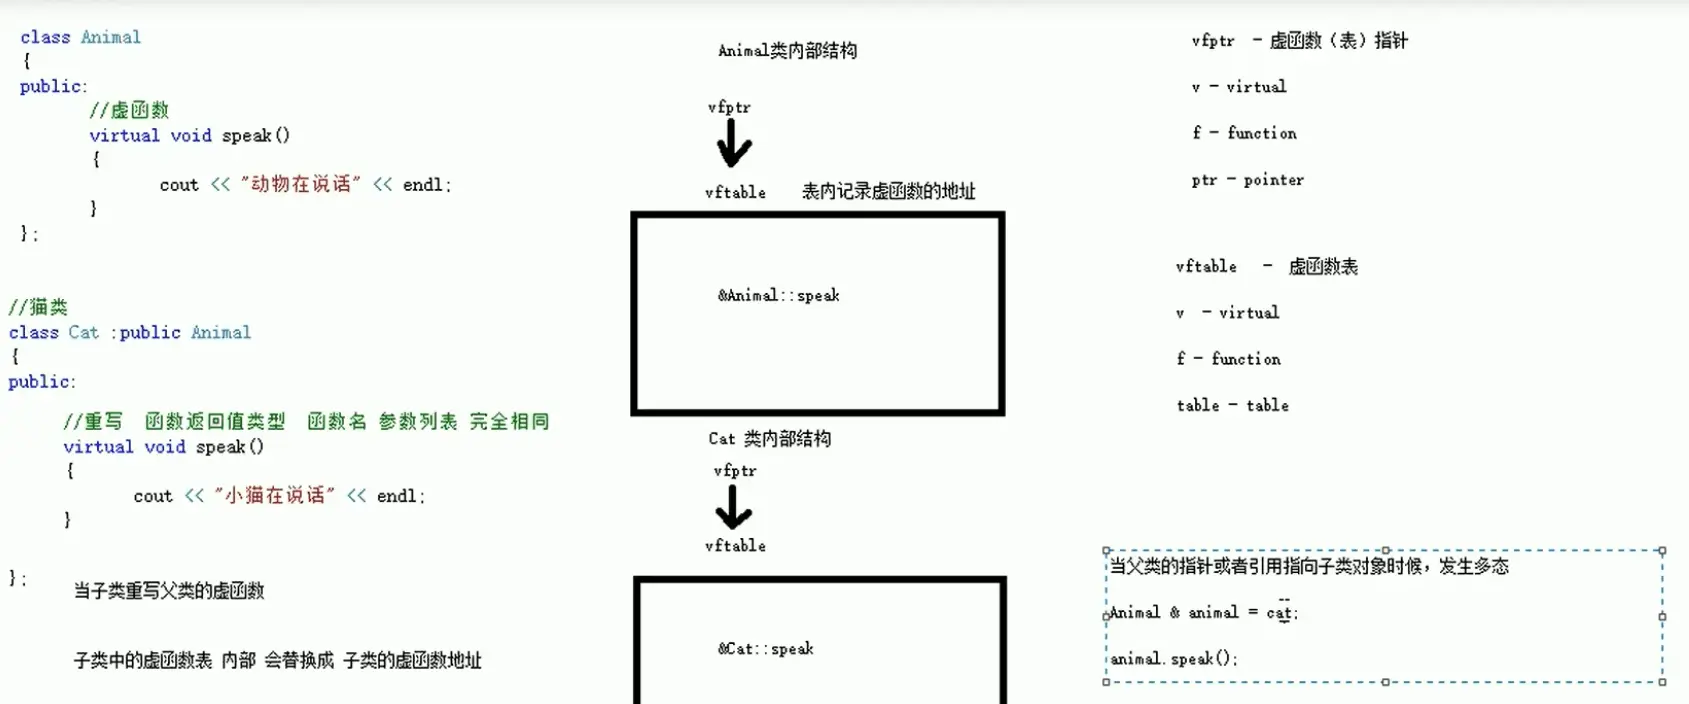 class Animal
{
public:
//虚函数
virtual void speak()
{
cout << "动物在说话" << endl;
}
};
//猫类
class Cat :public Animal
{
public:
//重写 函数返回值类型 函数名 参数列表 完全相同
virtual void speak()
{
cout << "小猫在说话" << endl;
}
};
当子类重写父类的虚函数
子类中的虚函数表 内部 会替换成 子类的虚函数地址
Animal类内部结构
vfptr
vftable 表内记录虚函数的地址
&Animal::speak
Cat 类内部结构
vfptr
vftable
&Cat::speak
vfptr - 虚函数（表）指针
v - virtual
f - function
ptr - pointer
vftable - 虚函数表
v - virtual
f - function
table - table
当父类的指针或者引用指向子类对象时候，发生多态
Animal & animal = cat;
animal.speak();